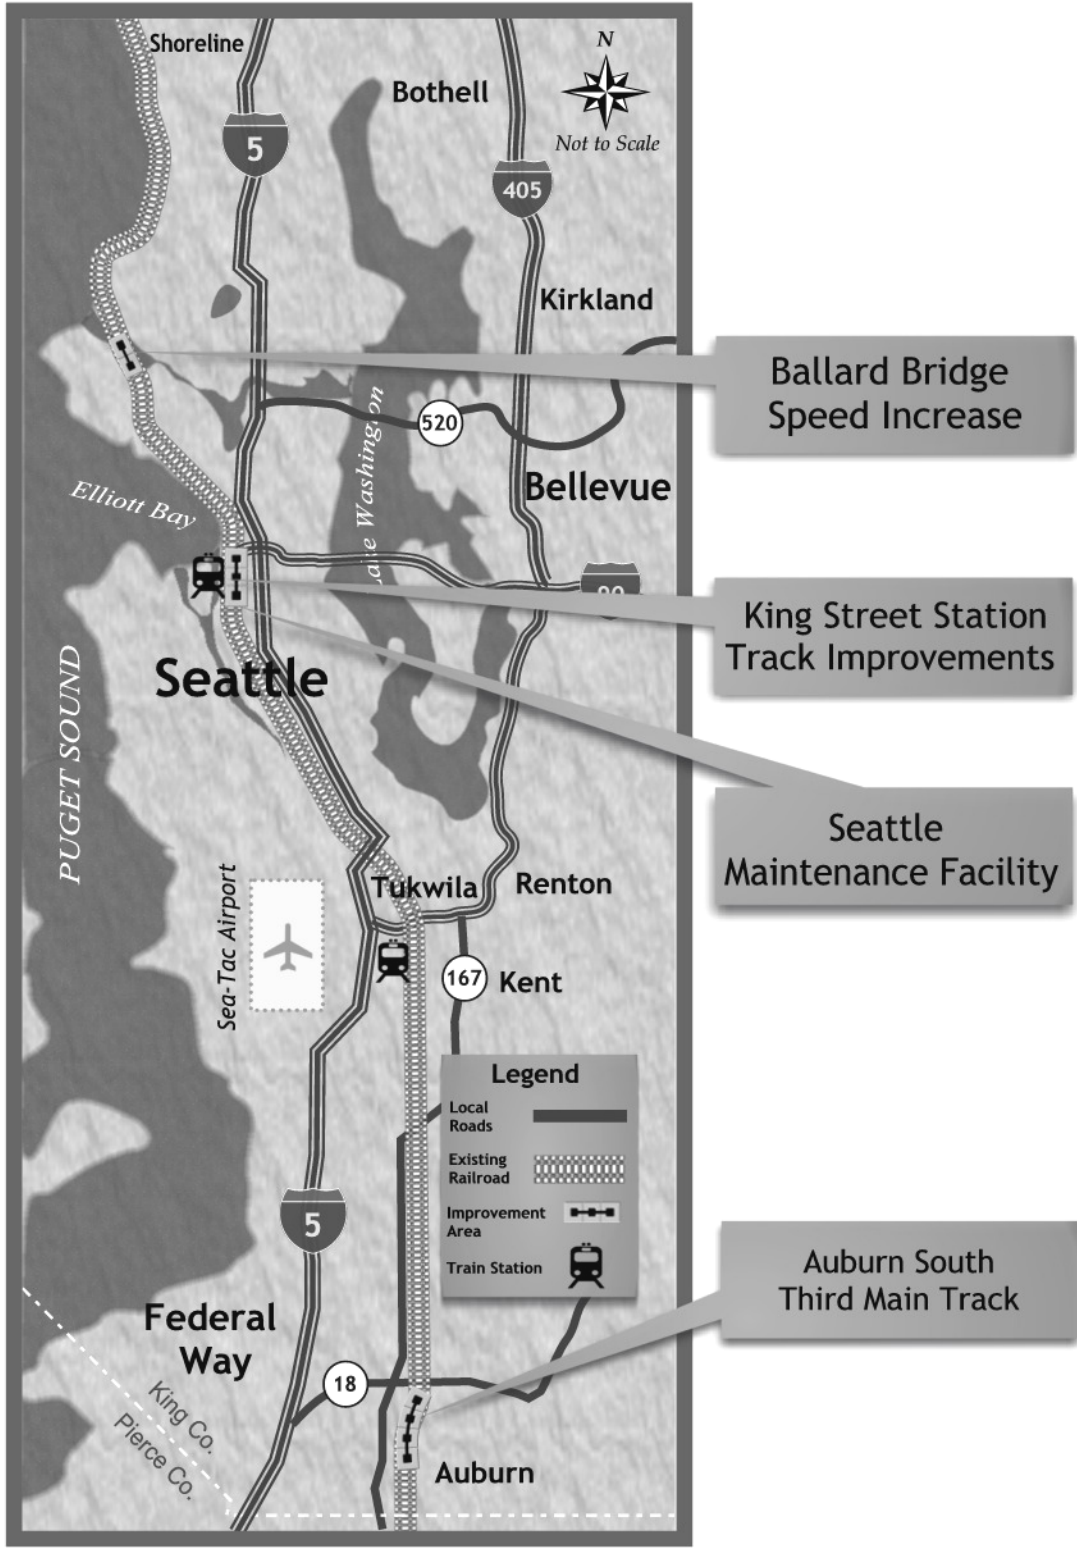 Shoreline
N
Bothell
Not to Scale
5
405
Kirkland
Ballard Bridge
Speed Increase
520
Lake Washington
Bellevue
Elliott Bay
90
King Street Station
Track Improvements
Seattle
PUGET SOUND
Seattle
Maintenance Facility
Tukwila
Renton
Sea-Tac Airport
167
Kent
Legend
Local
Roads
Existing
Railroad
Improvement
Area
Train Station
5
Auburn South
Third Main Track
Federal
Way
18
King Co.
Pierce Co.
Auburn